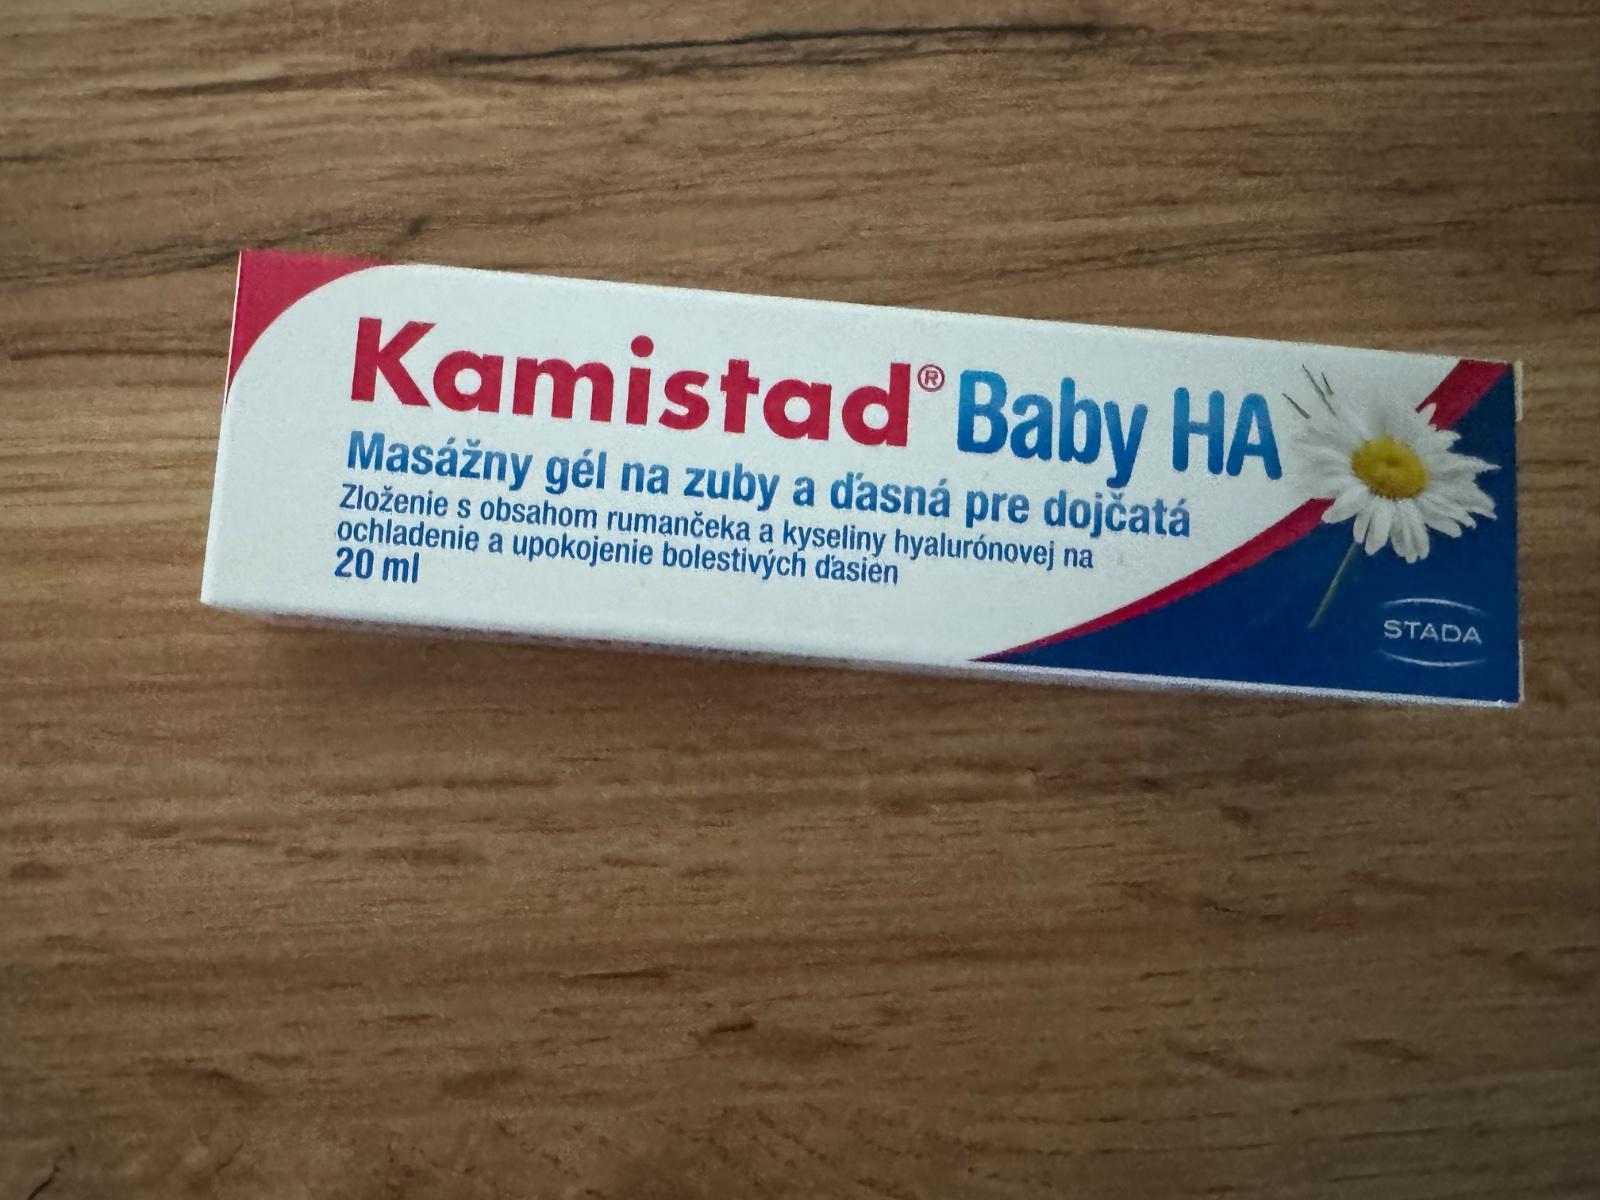 Kamistad® Baby HA
Masážny gél na zuby a ďasná pre dojčatá
Zloženie s obsahom rumančeka a kyseliny hyalurónovej na
ochladenie a upokojenie bolestivých ďasien
20 ml
STADA